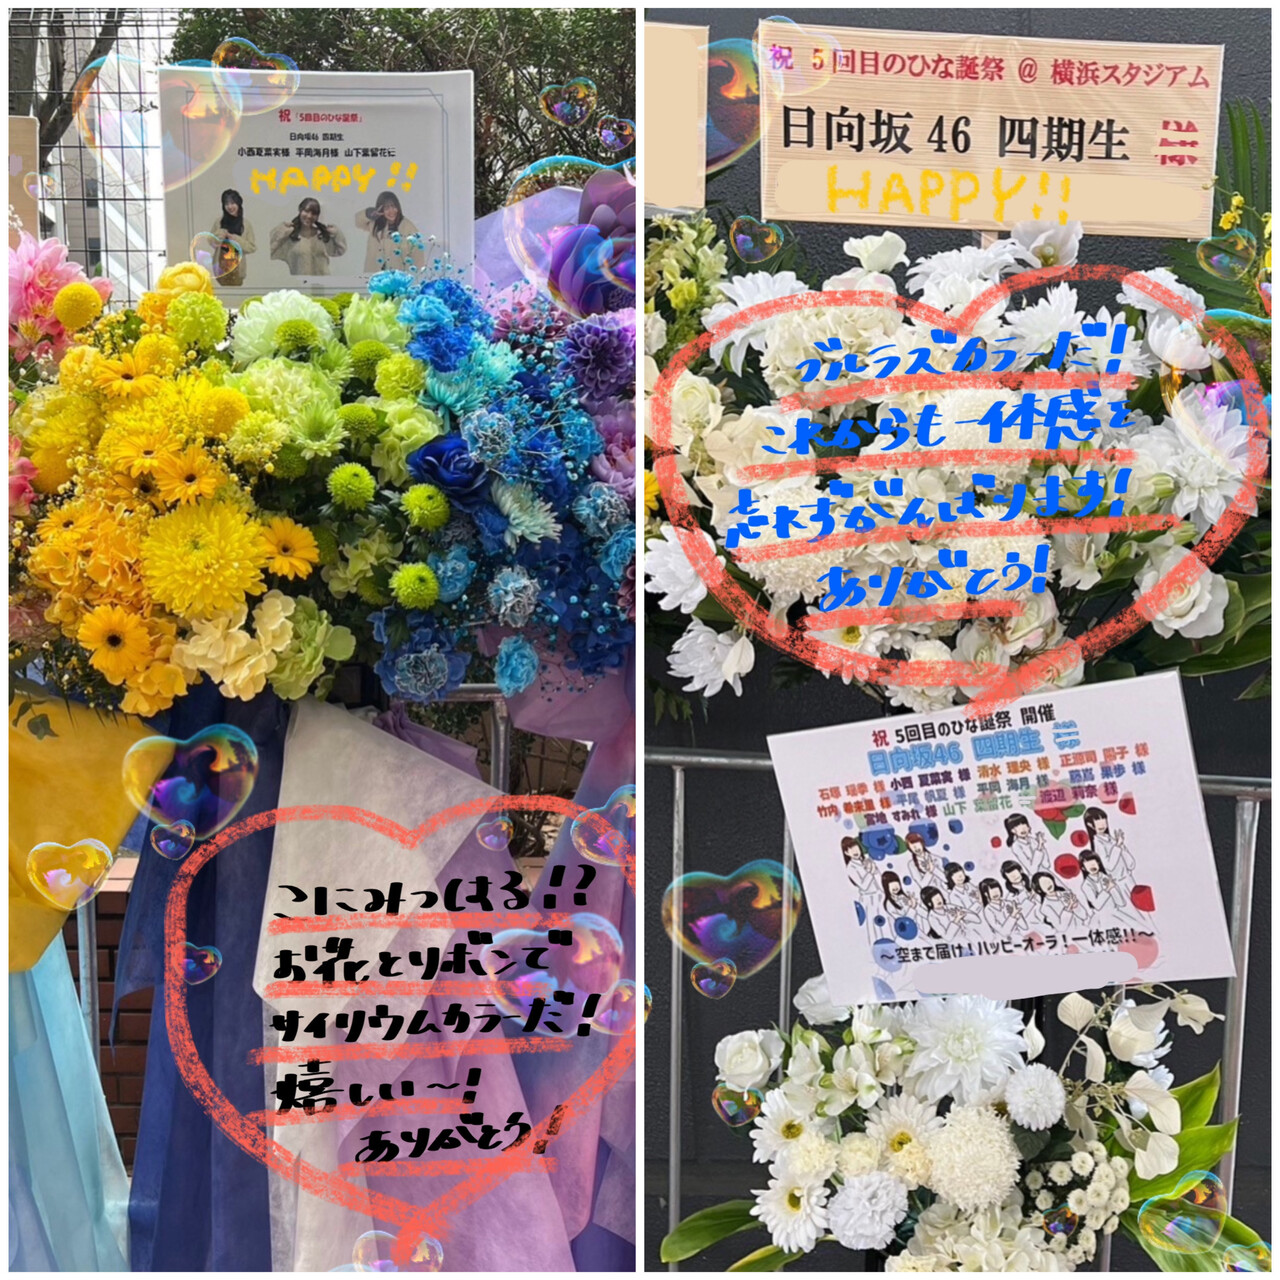 祝「5回目のひな誕祭」
日向坂46 四期生
小西夏菜実様 平岡海月様 山下葉留花に
HAPPY!!
こにみつはる!?
お花とリボンで
サイリウムカラーだ!
嬉しい〜!
ありがとう!
祝 5回目のひな誕祭 @ 横浜スタジアム
日向坂46 四期生
HAPPY!!
ブルラズカラーだ!
これからも一体感を
忘れずがんばります!
ありがとう!
祝 5回目のひな誕祭 開催
日向坂46 四期生
石塚 瑶季 様 小西 夏菜実 様 清水 理央 様 正源司 陽子 様
竹内 希来里 様 平尾 帆夏 様 平岡 海月 様 藤嶌 果歩 様
宮地 すみれ 様 山下 葉留花 渡辺 莉奈 様
〜空まで届け!ハッピーオーラ!一体感!!〜